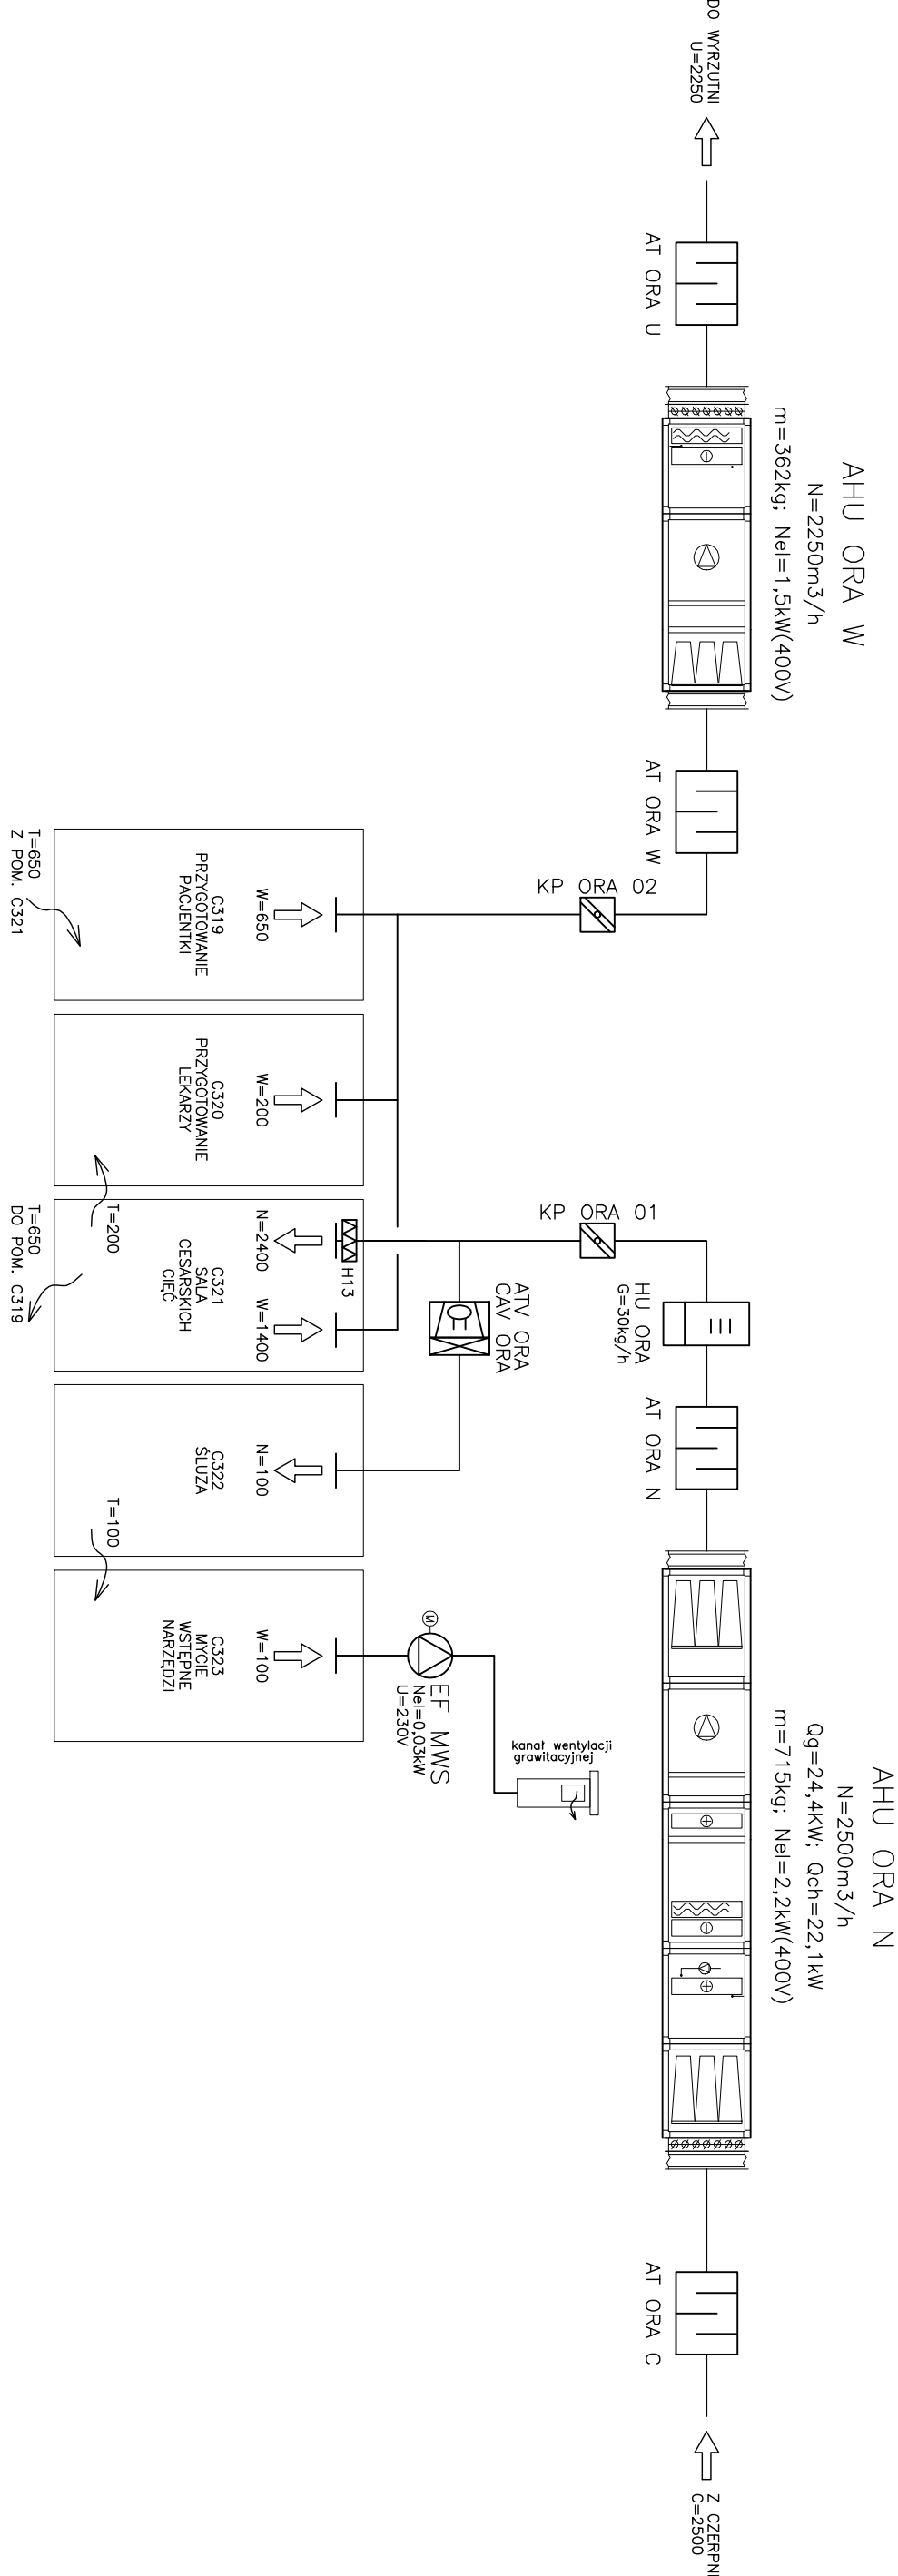 DO WYRZUTNI
U=2250
AT ORA U
AHU ORA W
N=2250m3/h
m=362kg; Nel=1,5kW(400V)
AT ORA W
KP ORA 02
C319
PRZYGOTOWANIE
PACJENTKI
W=650
T=650
Z POM. C321
C320
PRZYGOTOWANIE
LEKARZY
W=200
T=200
C321
SALA
CESARSKICH
CIĘĆ
N=2400
W=1400
H13
T=650
DO POM. C319
KP ORA 01
HU ORA
G=30kg/h
ATV ORA
CAV ORA
AT ORA N
C322
ŚLUZA
N=100
T=100
C323
MYCIE
WSTĘPNE
NARZĘDZI
W=100
M
EF MWS
Nel=0,03kW
U=230V
kanał wentylacji
grawitacyjnej
AHU ORA N
N=2500m3/h
Qg=24,4KW; Qch=22,1kW
m=715kg; Nel=2,2kW(400V)
AT ORA C
Z CZERPN
C=2500